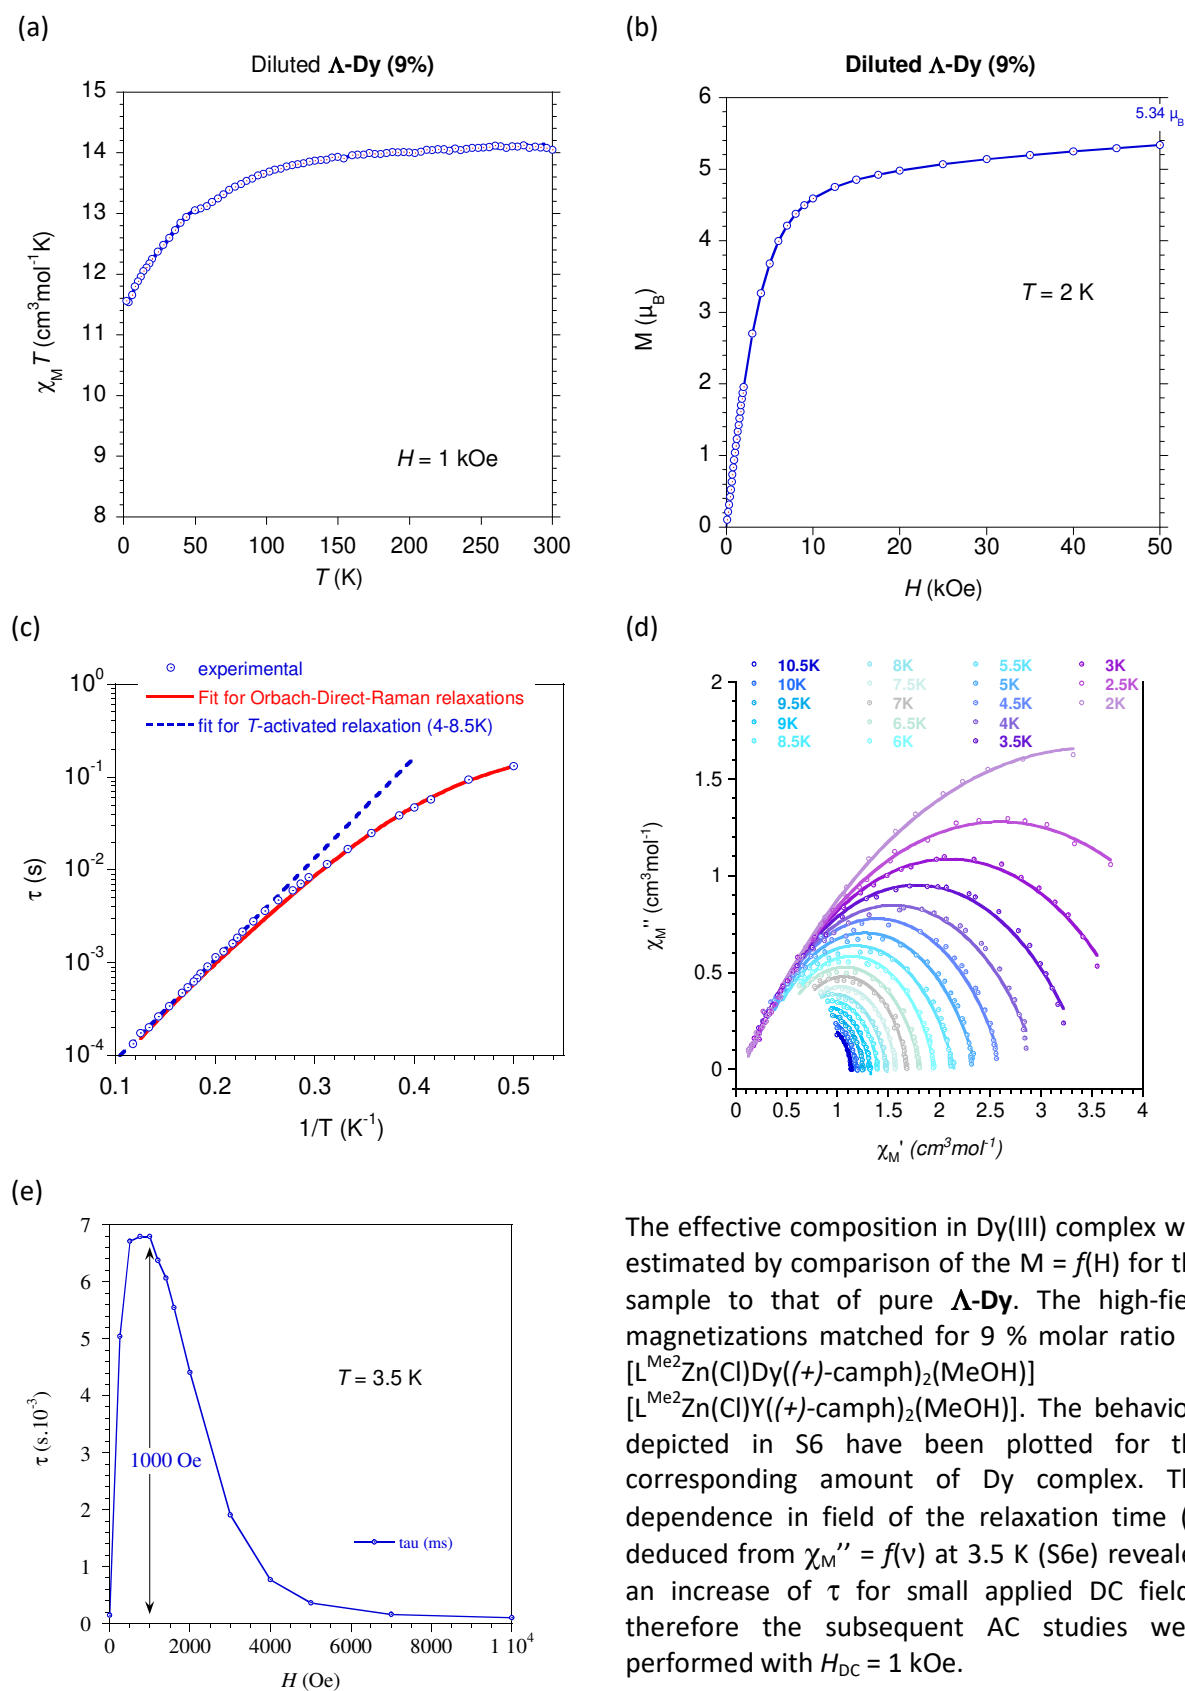 (a)
Diluted Λ-Dy (9%)
15
14
13
12
11
10
9
8
χM T (cm³mol⁻¹K)
H = 1 kOe
0 50 100 150 200 250 300
T (K)
(b)
Diluted Λ-Dy (9%)
6
5
4
3
2
1
0
M (μB)
5.34 μB
T = 2 K
0 10 20 30 40 50
H (kOe)
(c)
experimental
Fit for Orbach-Direct-Raman relaxations
fit for T-activated relaxation (4-8.5K)
10⁰
10⁻¹
10⁻²
10⁻³
10⁻⁴
τ (s)
0.1 0.2 0.3 0.4 0.5
1/T (K⁻¹)
(d)
10.5K 8K 5.5K 3K
10K 7.5K 5K 2.5K
9.5K 7K 4.5K 2K
9K 6.5K 4K
8.5K 6K 3.5K
2
1.5
1
0.5
0
χM'' (cm³mol⁻¹)
0 0.5 1 1.5 2 2.5 3 3.5 4
χM' (cm³mol⁻¹)
(e)
7
6
5
4
3
2
1
0
τ (s.10⁻³)
T = 3.5 K
1000 Oe
tau (ms)
0 2000 4000 6000 8000 1 10⁴
H (Oe)
The effective composition in Dy(III) complex w
estimated by comparison of the M = f(H) for th
sample to that of pure Λ-Dy. The high-fie
magnetizations matched for 9 % molar ratio
[LMe2Zn(Cl)Dy((+)-camph)₂(MeOH)]
[LMe2Zn(Cl)Y((+)-camph)₂(MeOH)]. The behavio
depicted in S6 have been plotted for th
corresponding amount of Dy complex. Th
dependence in field of the relaxation time (
deduced from χM'' = f(ν) at 3.5 K (S6e) reveale
an increase of τ for small applied DC field
therefore the subsequent AC studies we
performed with HDC = 1 kOe.